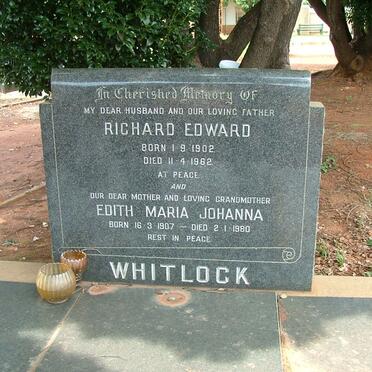 In Cherished Memory Of
MY DEAR HUSBAND AND OUR LOVING FATHER
RICHARD EDWARD
BORN 1·9·1902
DIED 11·4·1962
AT PEACE
AND
OUR DEAR MOTHER AND LOVING GRANDMOTHER
EDITH MARIA JOHANNA
BORN 16·3·1907 — DIED 2·1·1980
REST IN PEACE
WHITLOCK